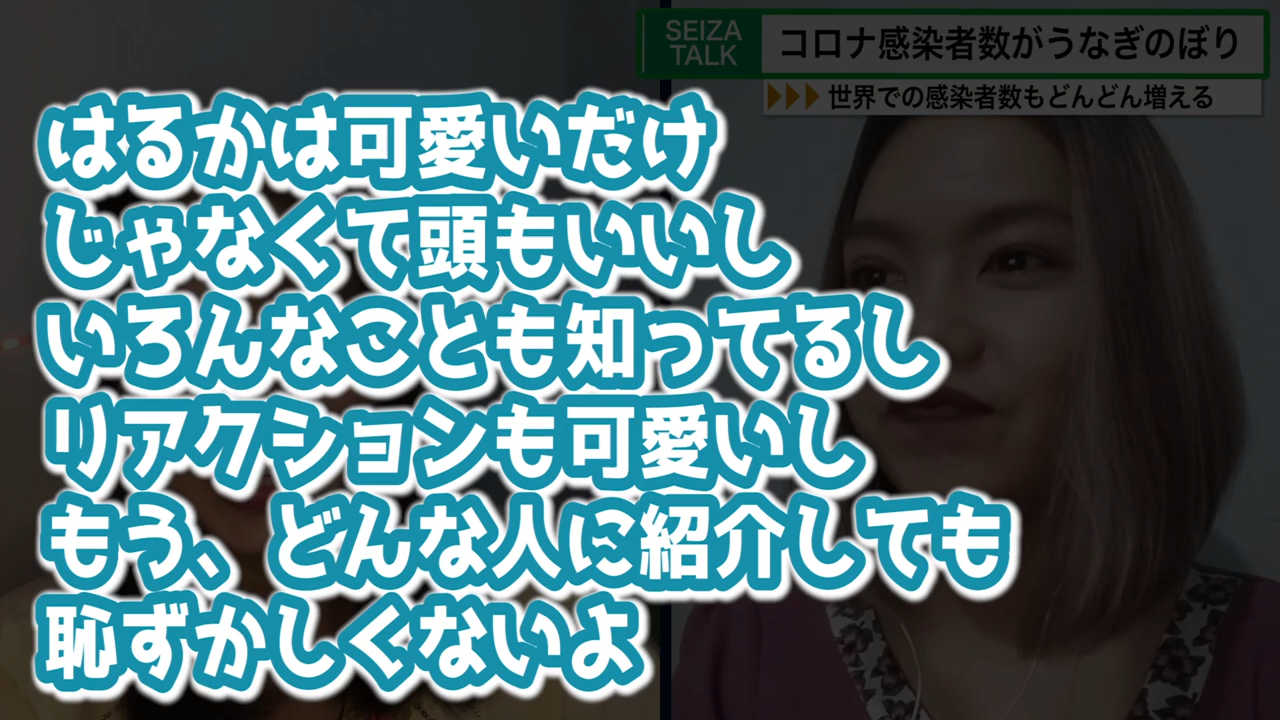 SEIZA
TALK
コロナ感染者数がうなぎのぼり
世界での感染者数もどんどん増える
はるかは可愛いだけ
じゃなくて頭もいいし
いろんなことも知ってるし
リアクションも可愛いし
もう、どんな人に紹介しても
恥ずかしくないよ